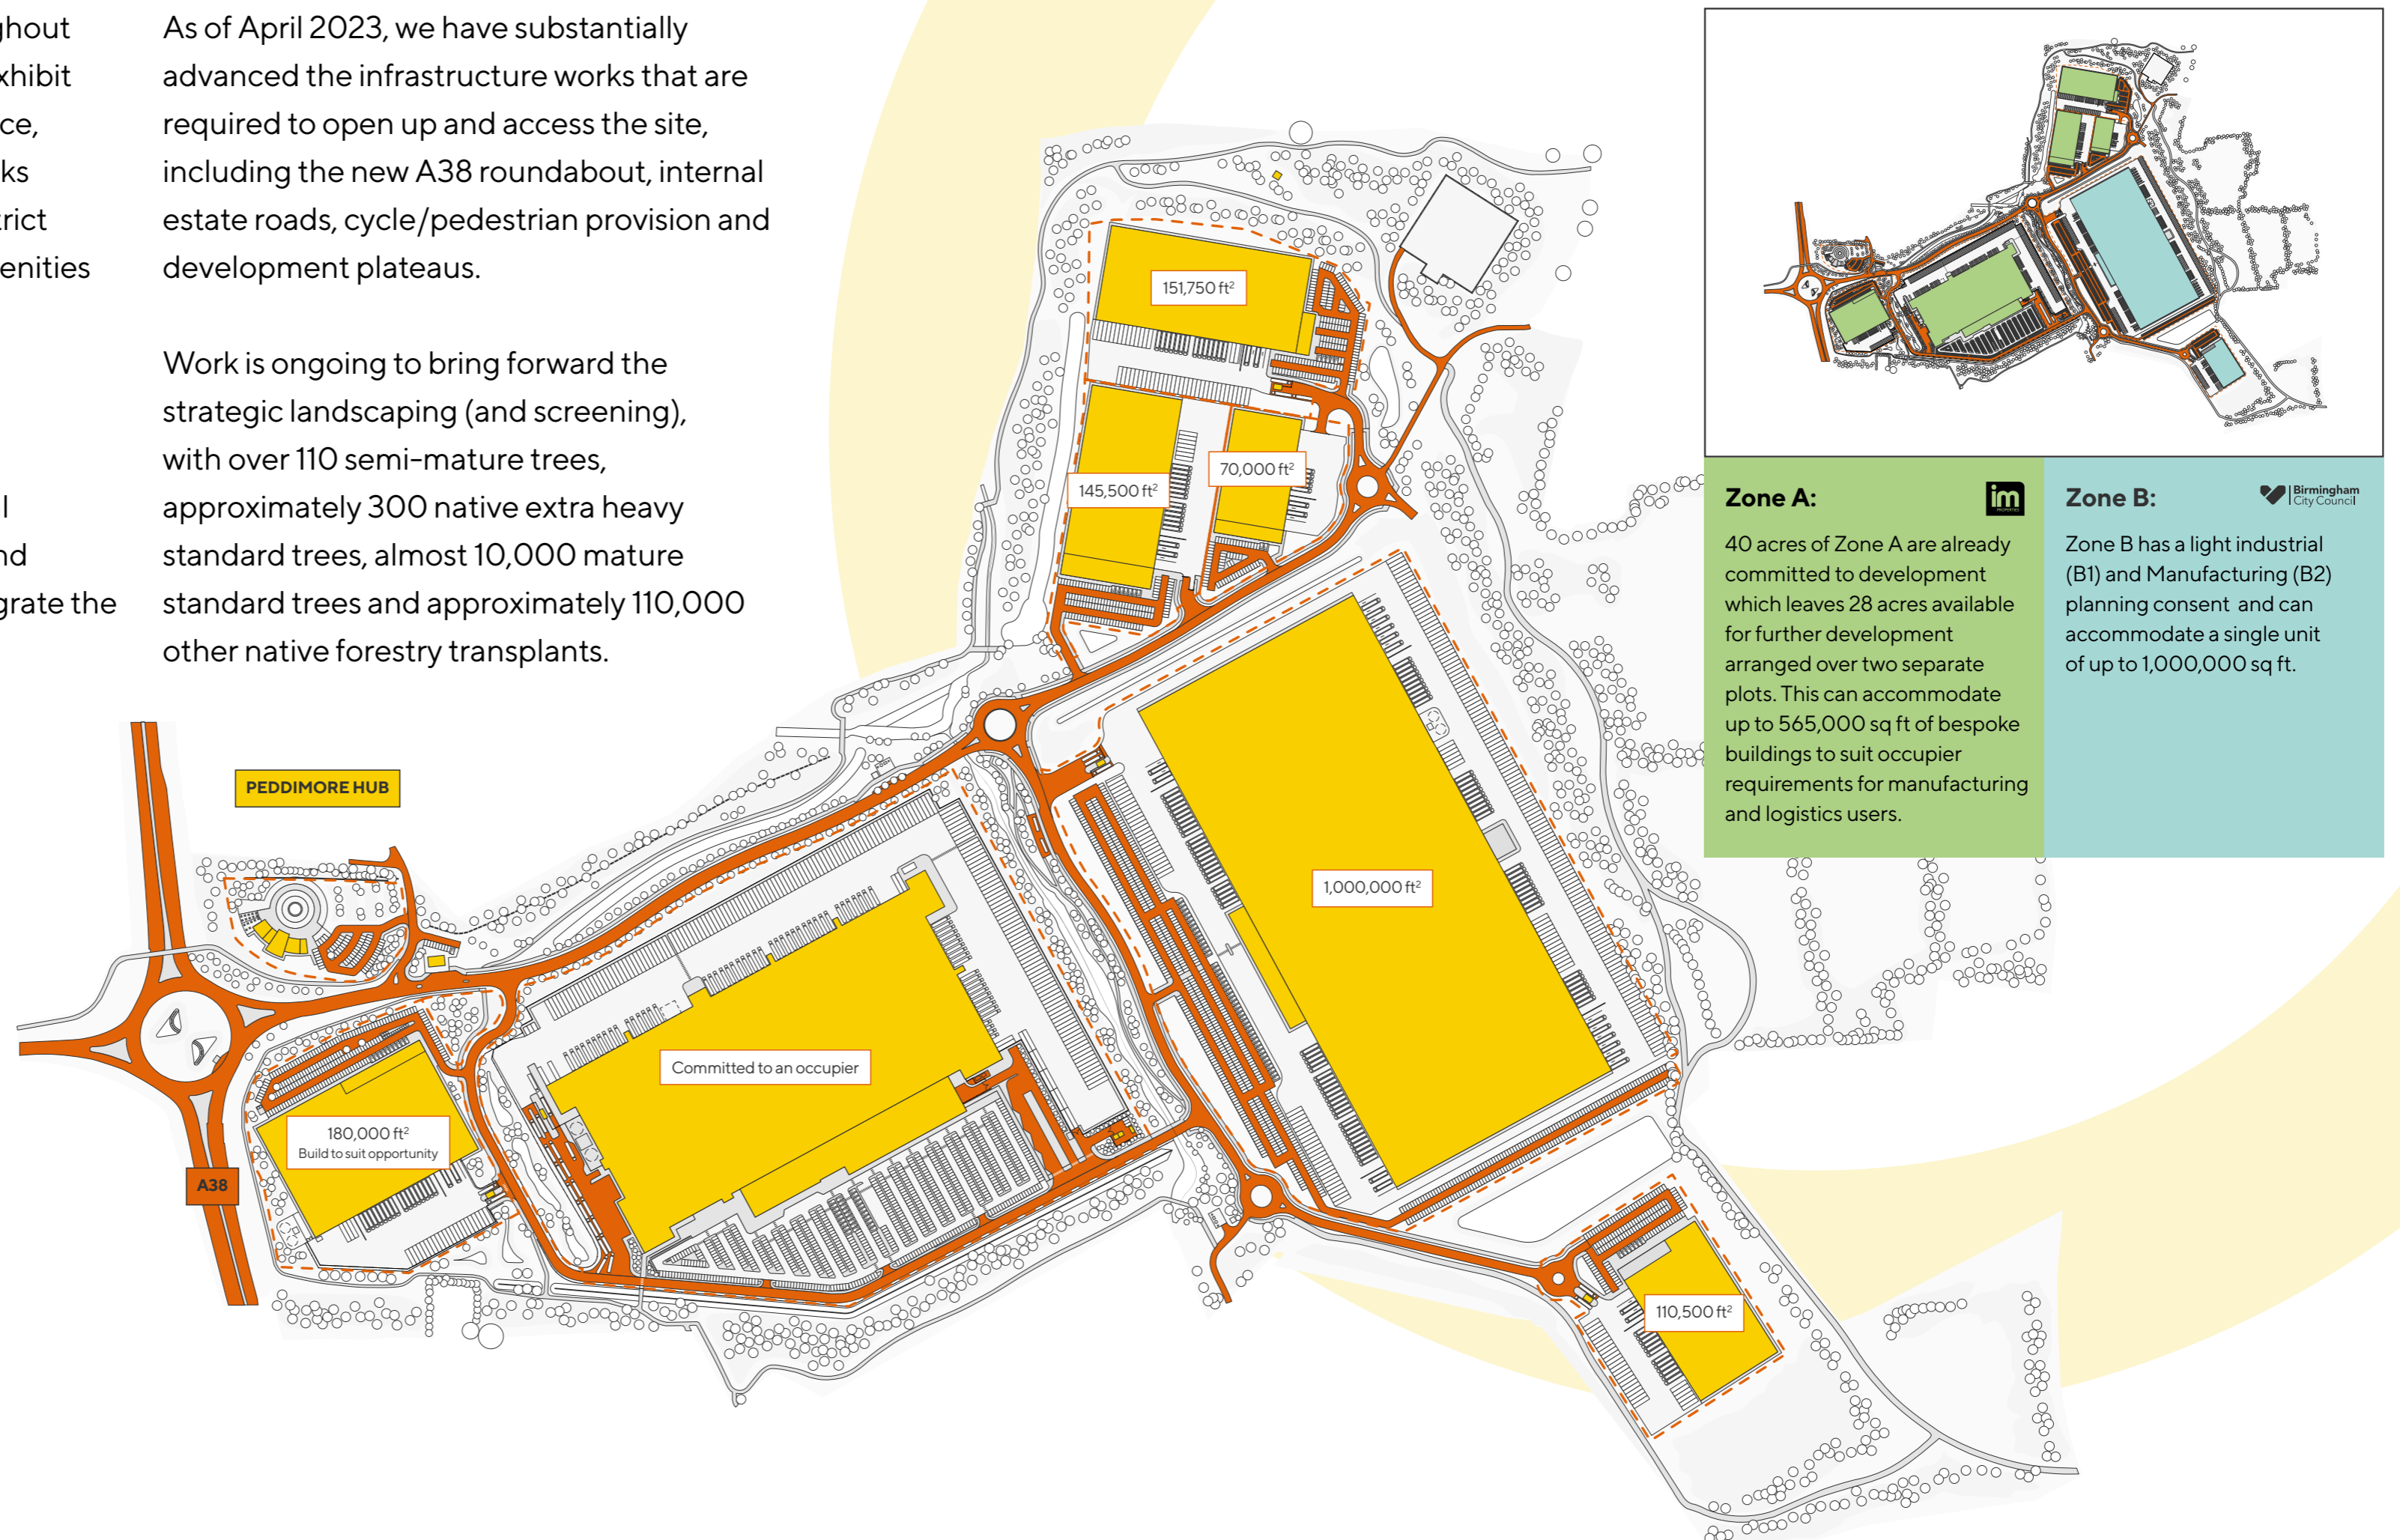 ghout
xhibit
ce,
ks
trict
enities
l
nd
grate the
As of April 2023, we have substantially
advanced the infrastructure works that are
required to open up and access the site,
including the new A38 roundabout, internal
estate roads, cycle/pedestrian provision and
development plateaus.
Work is ongoing to bring forward the
strategic landscaping (and screening),
with over 110 semi-mature trees,
approximately 300 native extra heavy
standard trees, almost 10,000 mature
standard trees and approximately 110,000
other native forestry transplants.
151,750 ft²
145,500 ft²
70,000 ft²
PEDDIMORE HUB
1,000,000 ft²
Committed to an occupier
180,000 ft²
Build to suit opportunity
A38
110,500 ft²
Zone A:
im
PROPERTIES
40 acres of Zone A are already
committed to development
which leaves 28 acres available
for further development
arranged over two separate
plots. This can accommodate
up to 565,000 sq ft of bespoke
buildings to suit occupier
requirements for manufacturing
and logistics users.
Zone B:
Birmingham
City Council
Zone B has a light industrial
(B1) and Manufacturing (B2)
planning consent and can
accommodate a single unit
of up to 1,000,000 sq ft.